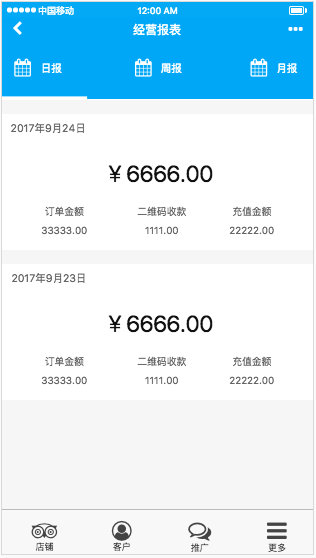 中国移动 12:00 AM
经营报表
日报 周报 月报
2017年9月24日
¥ 6666.00
订单金额 二维码收款 充值金额
33333.00 1111.00 22222.00
2017年9月23日
¥ 6666.00
订单金额 二维码收款 充值金额
33333.00 1111.00 22222.00
店铺 客户 推广 更多